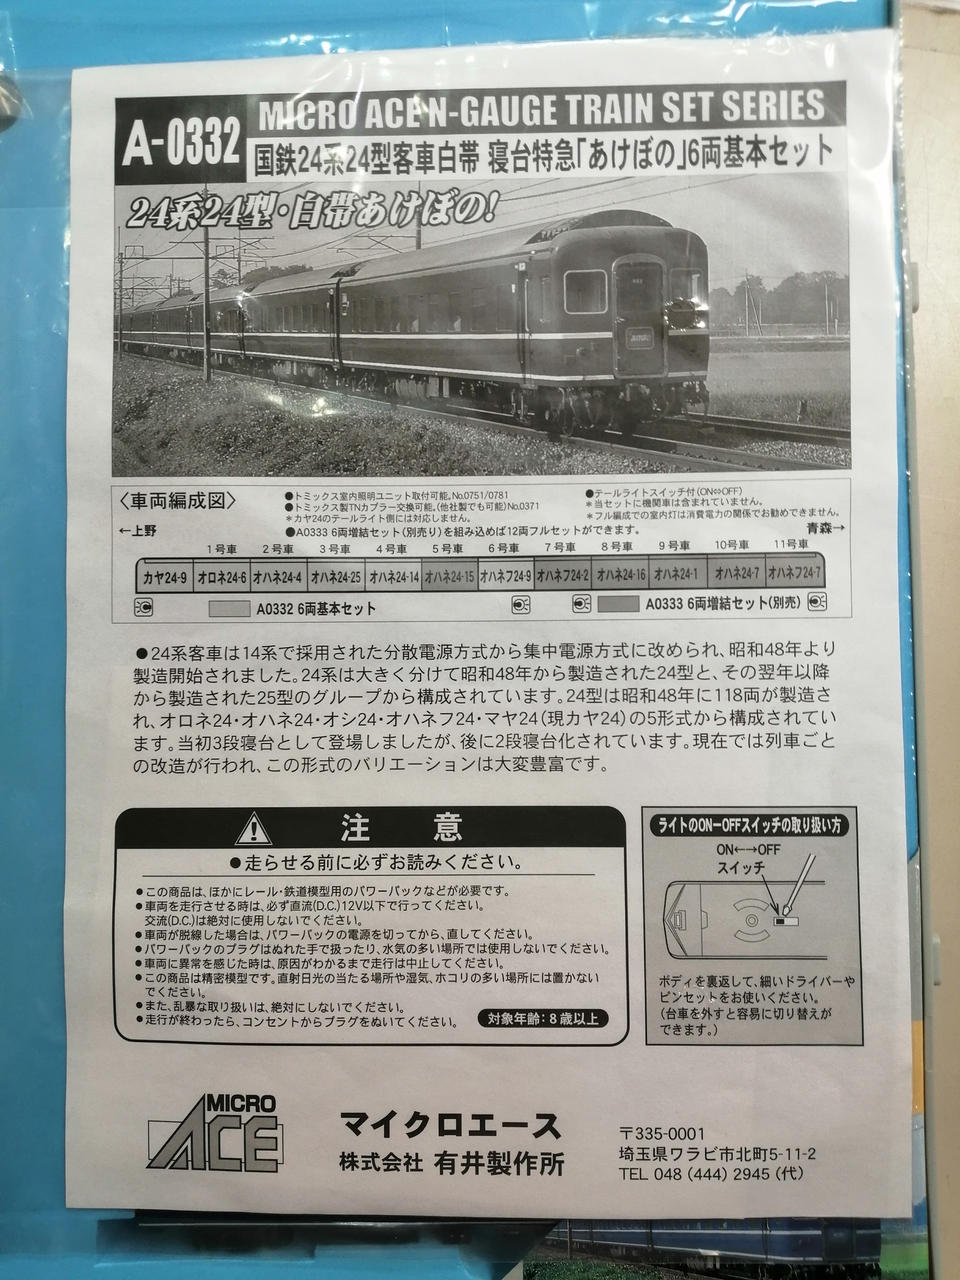 A-0332
MICRO ACE N-GAUGE TRAIN SET SERIES
国鉄24系24型客車白帯 寝台特急「あけぼの」6両基本セット
24系24型・白帯あけぼの!
〈車両編成図〉
●トミックス室内照明ユニット取付可能。No.0751/0781
●トミックス製TNカプラー交換可能。(他社製でも可能)No.0371
＊カヤ24のテールライト側には対応しません。
●テールライトスイッチ付(ON⇔OFF)
＊当セットに機関車は含まれていません。
＊フル編成での室内灯は消費電力の関係でお勧めできません。
●A0333 6両増結セット(別売り)を組み込めば12両フルセットができます。
←上野
青森→
1号車 2号車 3号車 4号車 5号車 6号車 7号車 8号車 9号車 10号車 11号車
カヤ24-9 オロネ24-6 オハネ24-4 オハネ24-25 オハネ24-14 オハネ24-15 オハネフ24-9 オハネフ24-2 オハネ24-16 オハネ24-1 オハネ24-7 オハネフ24-7
A0332 6両基本セット
A0333 6両増結セット(別売)
●24系客車は14系で採用された分散電源方式から集中電源方式に改められ、昭和48年より
製造開始されました。24系は大きく分けて昭和48年から製造された24型と、その翌年以降
から製造された25型のグループから構成されています。24型は昭和48年に118両が製造さ
れ、オロネ24・オハネ24・オシ24・オハネフ24・マヤ24(現カヤ24)の5形式から構成されてい
ます。当初3段寝台として登場しましたが、後に2段寝台化されています。現在では列車ごと
の改造が行われ、この形式のバリエーションは大変豊富です。
注 意
●走らせる前に必ずお読みください。
●この商品は、ほかにレール・鉄道模型用のパワーパックなどが必要です。
●車両を走行させる時は、必ず直流(D.C.)12V以下で行ってください。
交流(D.C.)は絶対に使用しないでください。
●車両が脱線した場合は、パワーパックの電源を切ってから、直してください。
●パワーパックのプラグはぬれた手で扱ったり、水気の多い場所では使用しないでください。
●車両に異常を感じた時は、原因がわかるまで走行は中止してください。
●この商品は精密模型です。直射日光の当たる場所や湿気、ホコリの多い場所には置かない
でください。
●また、乱暴な取り扱いは、絶対にしないでください。
●走行が終わったら、コンセントからプラグをぬいてください。
対象年齢：8歳以上
ライトのON-OFFスイッチの取り扱い方
ON←→OFF
スイッチ
ボディを裏返して、細いドライバーや
ピンセットをお使いください。
(台車を外すと容易に切り替えが
できます。)
MICRO
ACE
マイクロエース
株式会社 有井製作所
〒335-0001
埼玉県ワラビ市北町5-11-2
TEL 048 (444) 2945 (代)